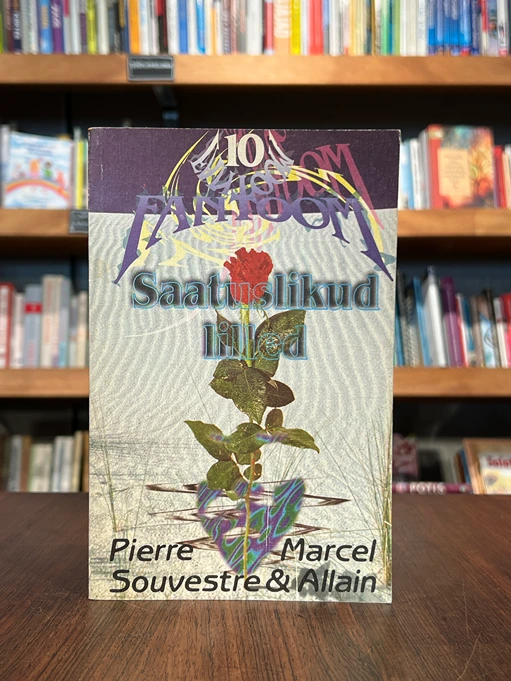 10
FANTOOM
Saatuslikud
lilled
Pierre Marcel
Souvestre & Allain